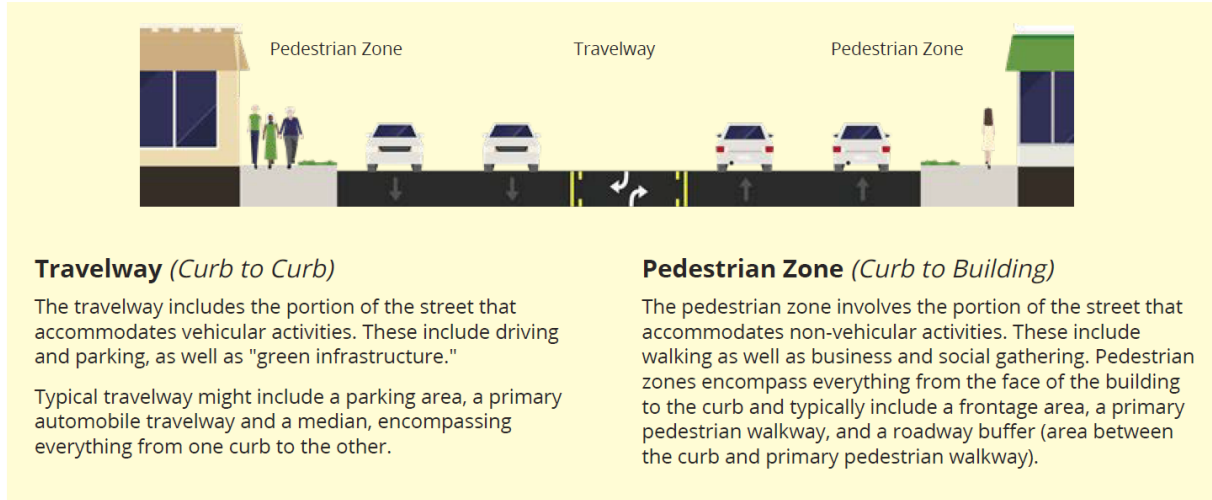 Pedestrian Zone
Travelway
Pedestrian Zone
Travelway (Curb to Curb)
The travelway includes the portion of the street that
accommodates vehicular activities. These include driving
and parking, as well as "green infrastructure."
Typical travelway might include a parking area, a primary
automobile travelway and a median, encompassing
everything from one curb to the other.
Pedestrian Zone (Curb to Building)
The pedestrian zone involves the portion of the street that
accommodates non-vehicular activities. These include
walking as well as business and social gathering. Pedestrian
zones encompass everything from the face of the building
to the curb and typically include a frontage area, a primary
pedestrian walkway, and a roadway buffer (area between
the curb and primary pedestrian walkway).